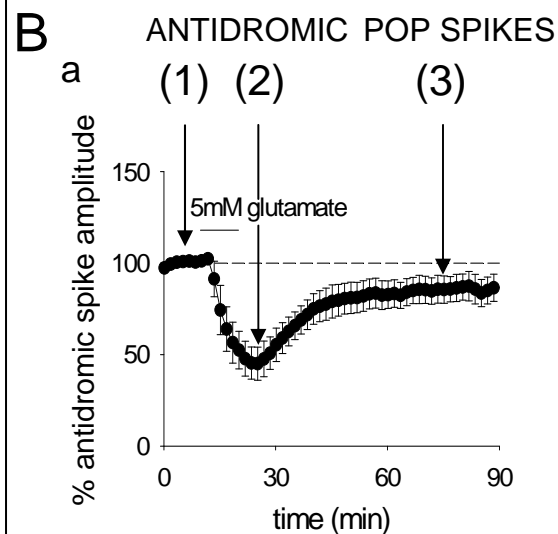 B
ANTIDROMIC POP SPIKES
a
(1) (2) (3)
% antidromic spike amplitude
150
5mM glutamate
100
50
0
0 30 60 90
time (min)